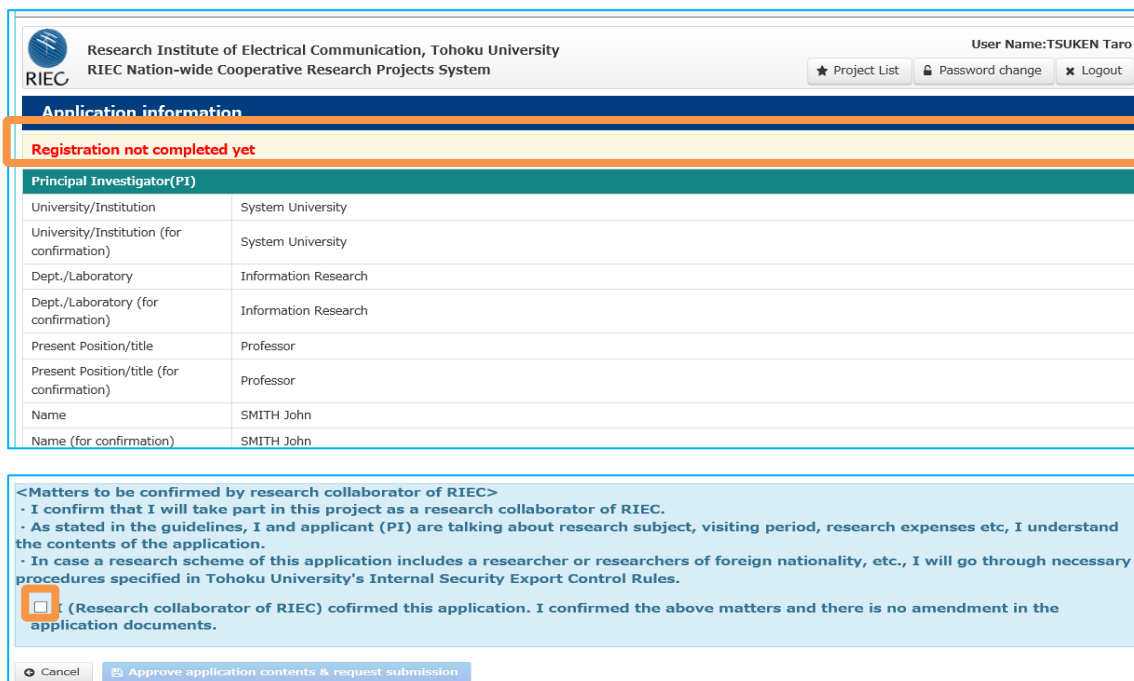 Research Institute of Electrical Communication, Tohoku University
RIEC Nation-wide Cooperative Research Projects System
RIEC
User Name:TSUKEN Taro
Project List
Password change
Logout
Application information
Registration not completed yet
Principal Investigator(PI)
University/Institution System University
University/Institution (for
confirmation) System University
Dept./Laboratory Information Research
Dept./Laboratory (for
confirmation) Information Research
Present Position/title Professor
Present Position/title (for
confirmation) Professor
Name SMITH John
Name (for confirmation) SMITH John
<Matters to be confirmed by research collaborator of RIEC>
· I confirm that I will take part in this project as a research collaborator of RIEC.
· As stated in the guidelines, I and applicant (PI) are talking about research subject, visiting period, research expenses etc, I understand
the contents of the application.
· In case a research scheme of this application includes a researcher or researchers of foreign nationality, etc., I will go through necessary
procedures specified in Tohoku University's Internal Security Export Control Rules.
I (Research collaborator of RIEC) cofirmed this application. I confirmed the above matters and there is no amendment in the
application documents.
Cancel
Approve application contents & request submission